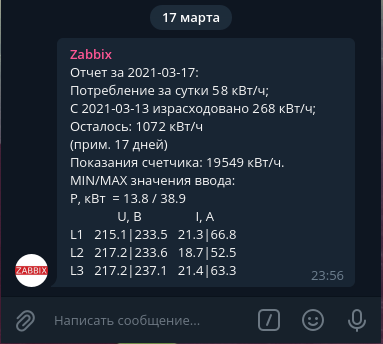 17 марта
Zabbix
Отчет за 2021-03-17:
Потребление за сутки 58 кВт/ч;
С 2021-03-13 израсходовано 268 кВт/ч;
Осталось: 1072 кВт/ч
(прим. 17 дней)
Показания счетчика: 19549 кВт/ч.
MIN/MAX значения ввода:
P, кВт = 13.8 / 38.9
U, В I, А
L1 215.1|233.5 21.3|66.8
L2 217.2|233.6 18.7|52.5
L3 217.2|237.1 21.4|63.3
ZABBIX
23:56
Написать сообщение...